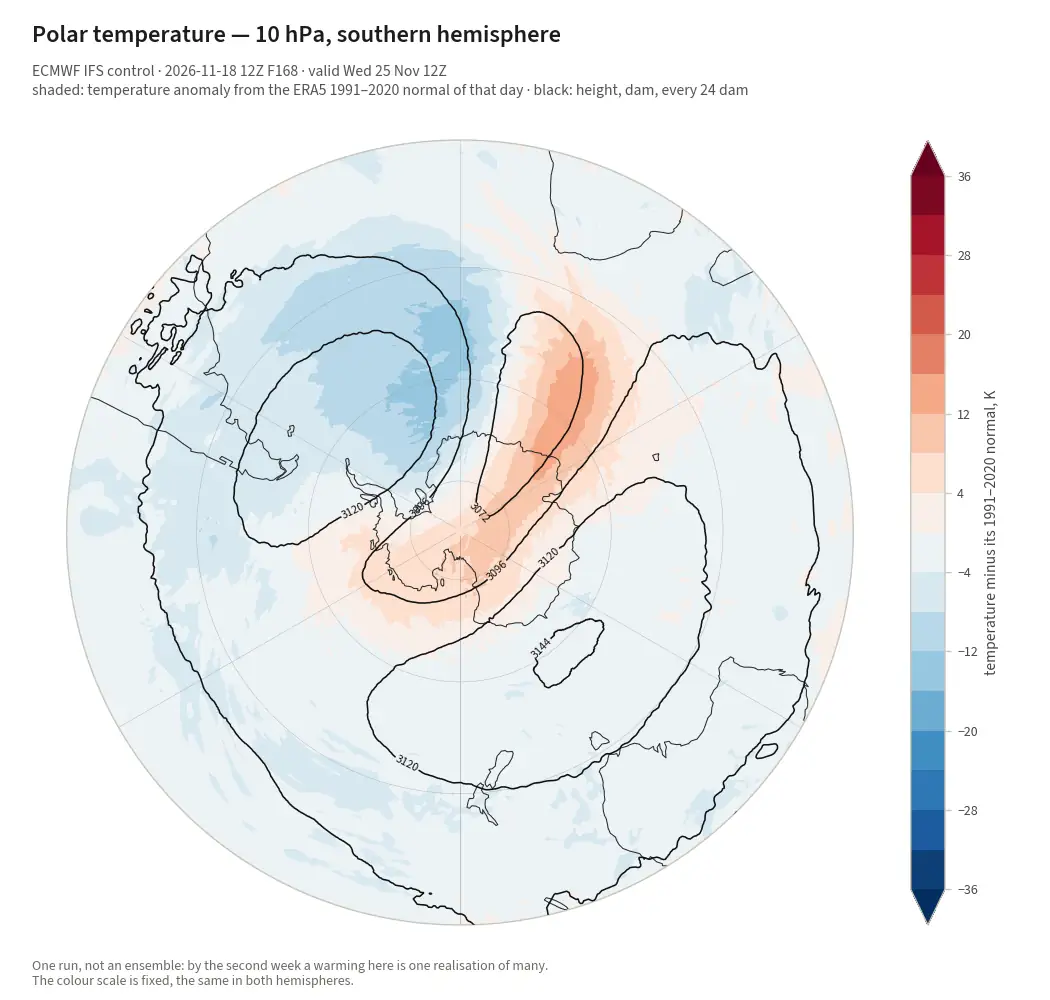 Polar temperature — 10 hPa, southern hemisphere
ECMWF IFS control · 2026-11-18 12Z F168 · valid Wed 25 Nov 12Z
shaded: temperature anomaly from the ERA5 1991–2020 normal of that day · black: height, dam, every 24 dam
36
28
20
12
4
−4
−12
−20
−28
−36
temperature minus its 1991–2020 normal, K
3120
3096
3072
3096
3120
3144
3120
One run, not an ensemble: by the second week a warming here is one realisation of many.
The colour scale is fixed, the same in both hemispheres.